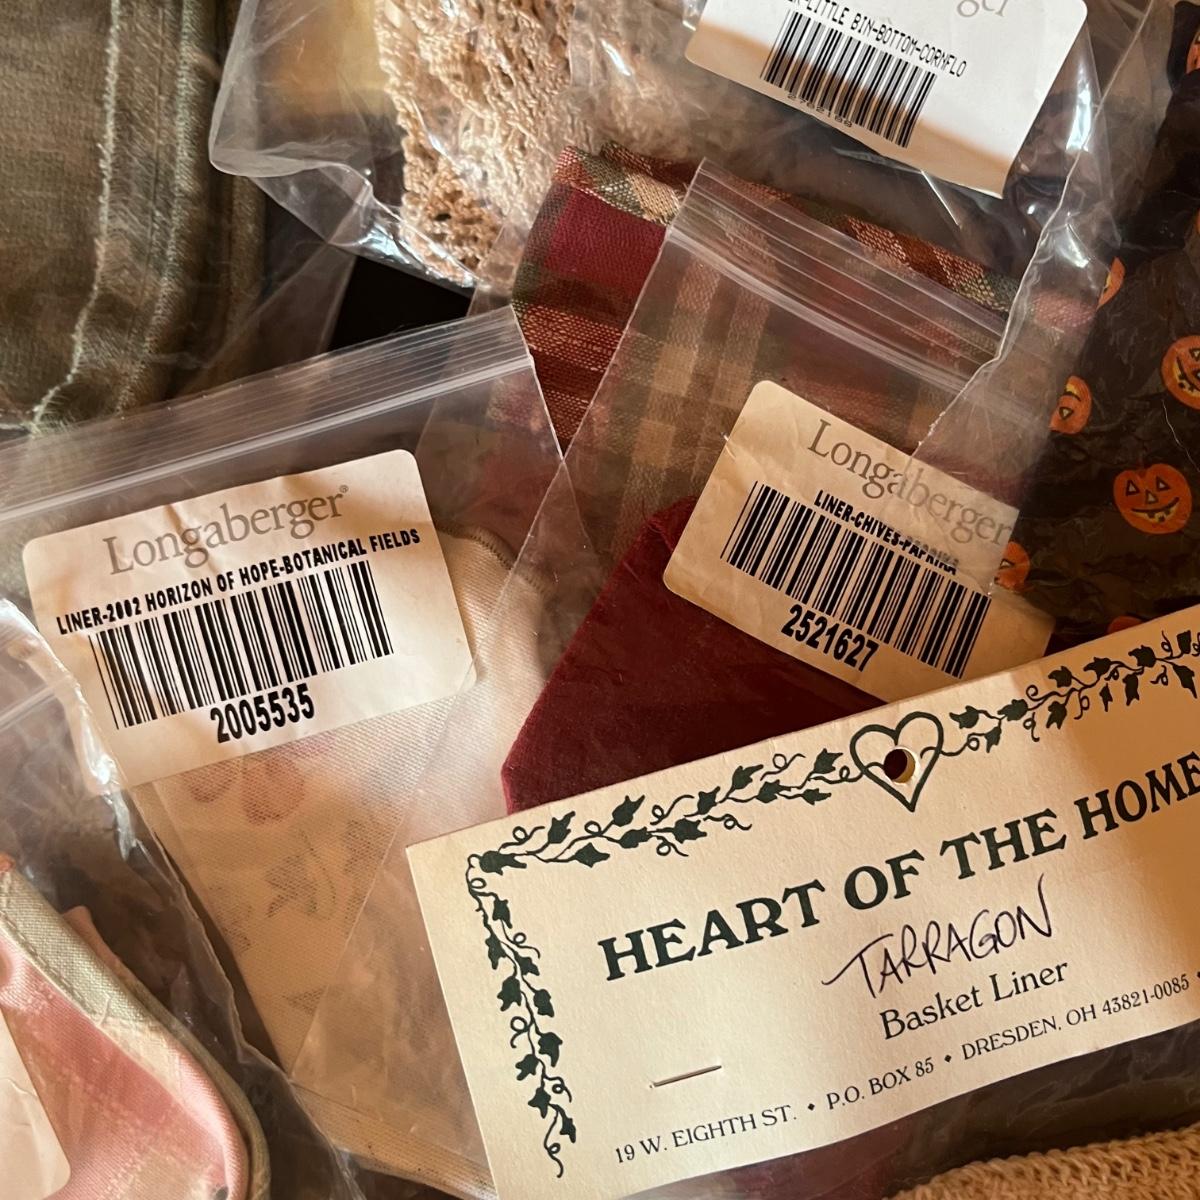 LITTLE BIN-BOTTOM-CORNFLO
Longaberger®
LINER-2002 HORIZON OF HOPE-BOTANICAL FIELDS
2005535
Longaberger
LINER-CHIVES-PAPRIKA
2521627
HEART OF THE HOME
TARRAGON
Basket Liner
19 W. EIGHTH ST. ♦ P.O. BOX 85 ♦ DRESDEN, OH 43821-0085 ♦